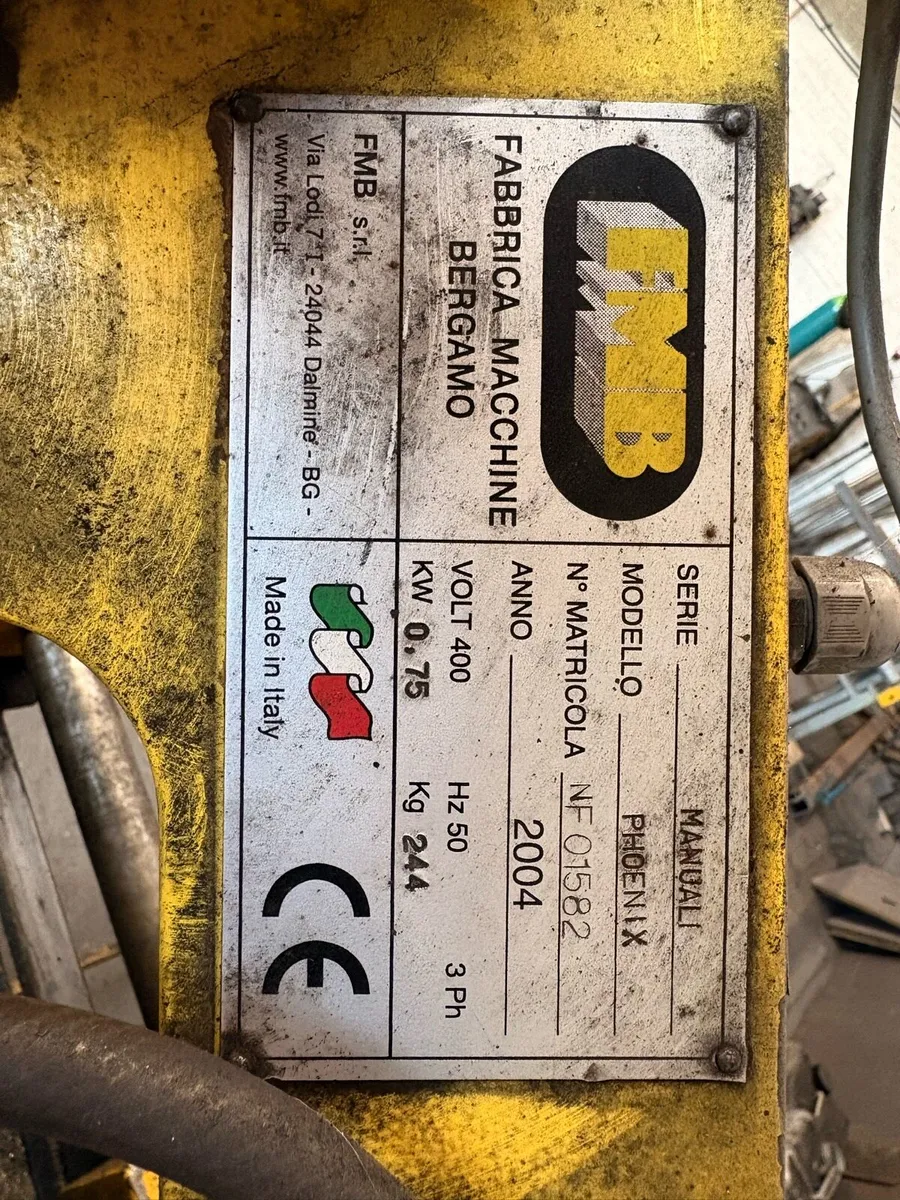 FMB
FABBRICA MACCHINE
BERGAMO
FMB s.r.l.
Via Lodi, 7 - 24044 Dalmine - BG -
www.fmb.it
SERIE MANUALI
MODELLO PHOENIX
N° MATRICOLA NF 01582
ANNO 2004
VOLT 400 Hz 50 3 Ph
KW 0.75 Kg 244
Made in Italy
CE